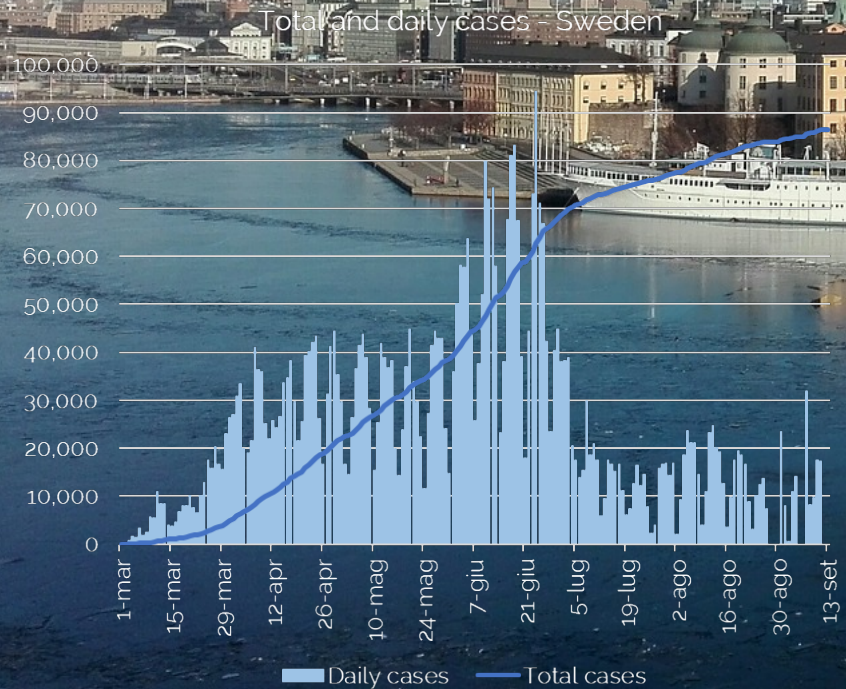 Total and daily cases - Sweden
100,000
90,000
80,000
70,000
60,000
50,000
40,000
30,000
20,000
10,000
0
1-mar
15-mar
29-mar
12-apr
26-apr
10-mag
24-mag
7-giu
21-giu
5-lug
19-lug
2-ago
16-ago
30-ago
13-set
Daily cases
Total cases